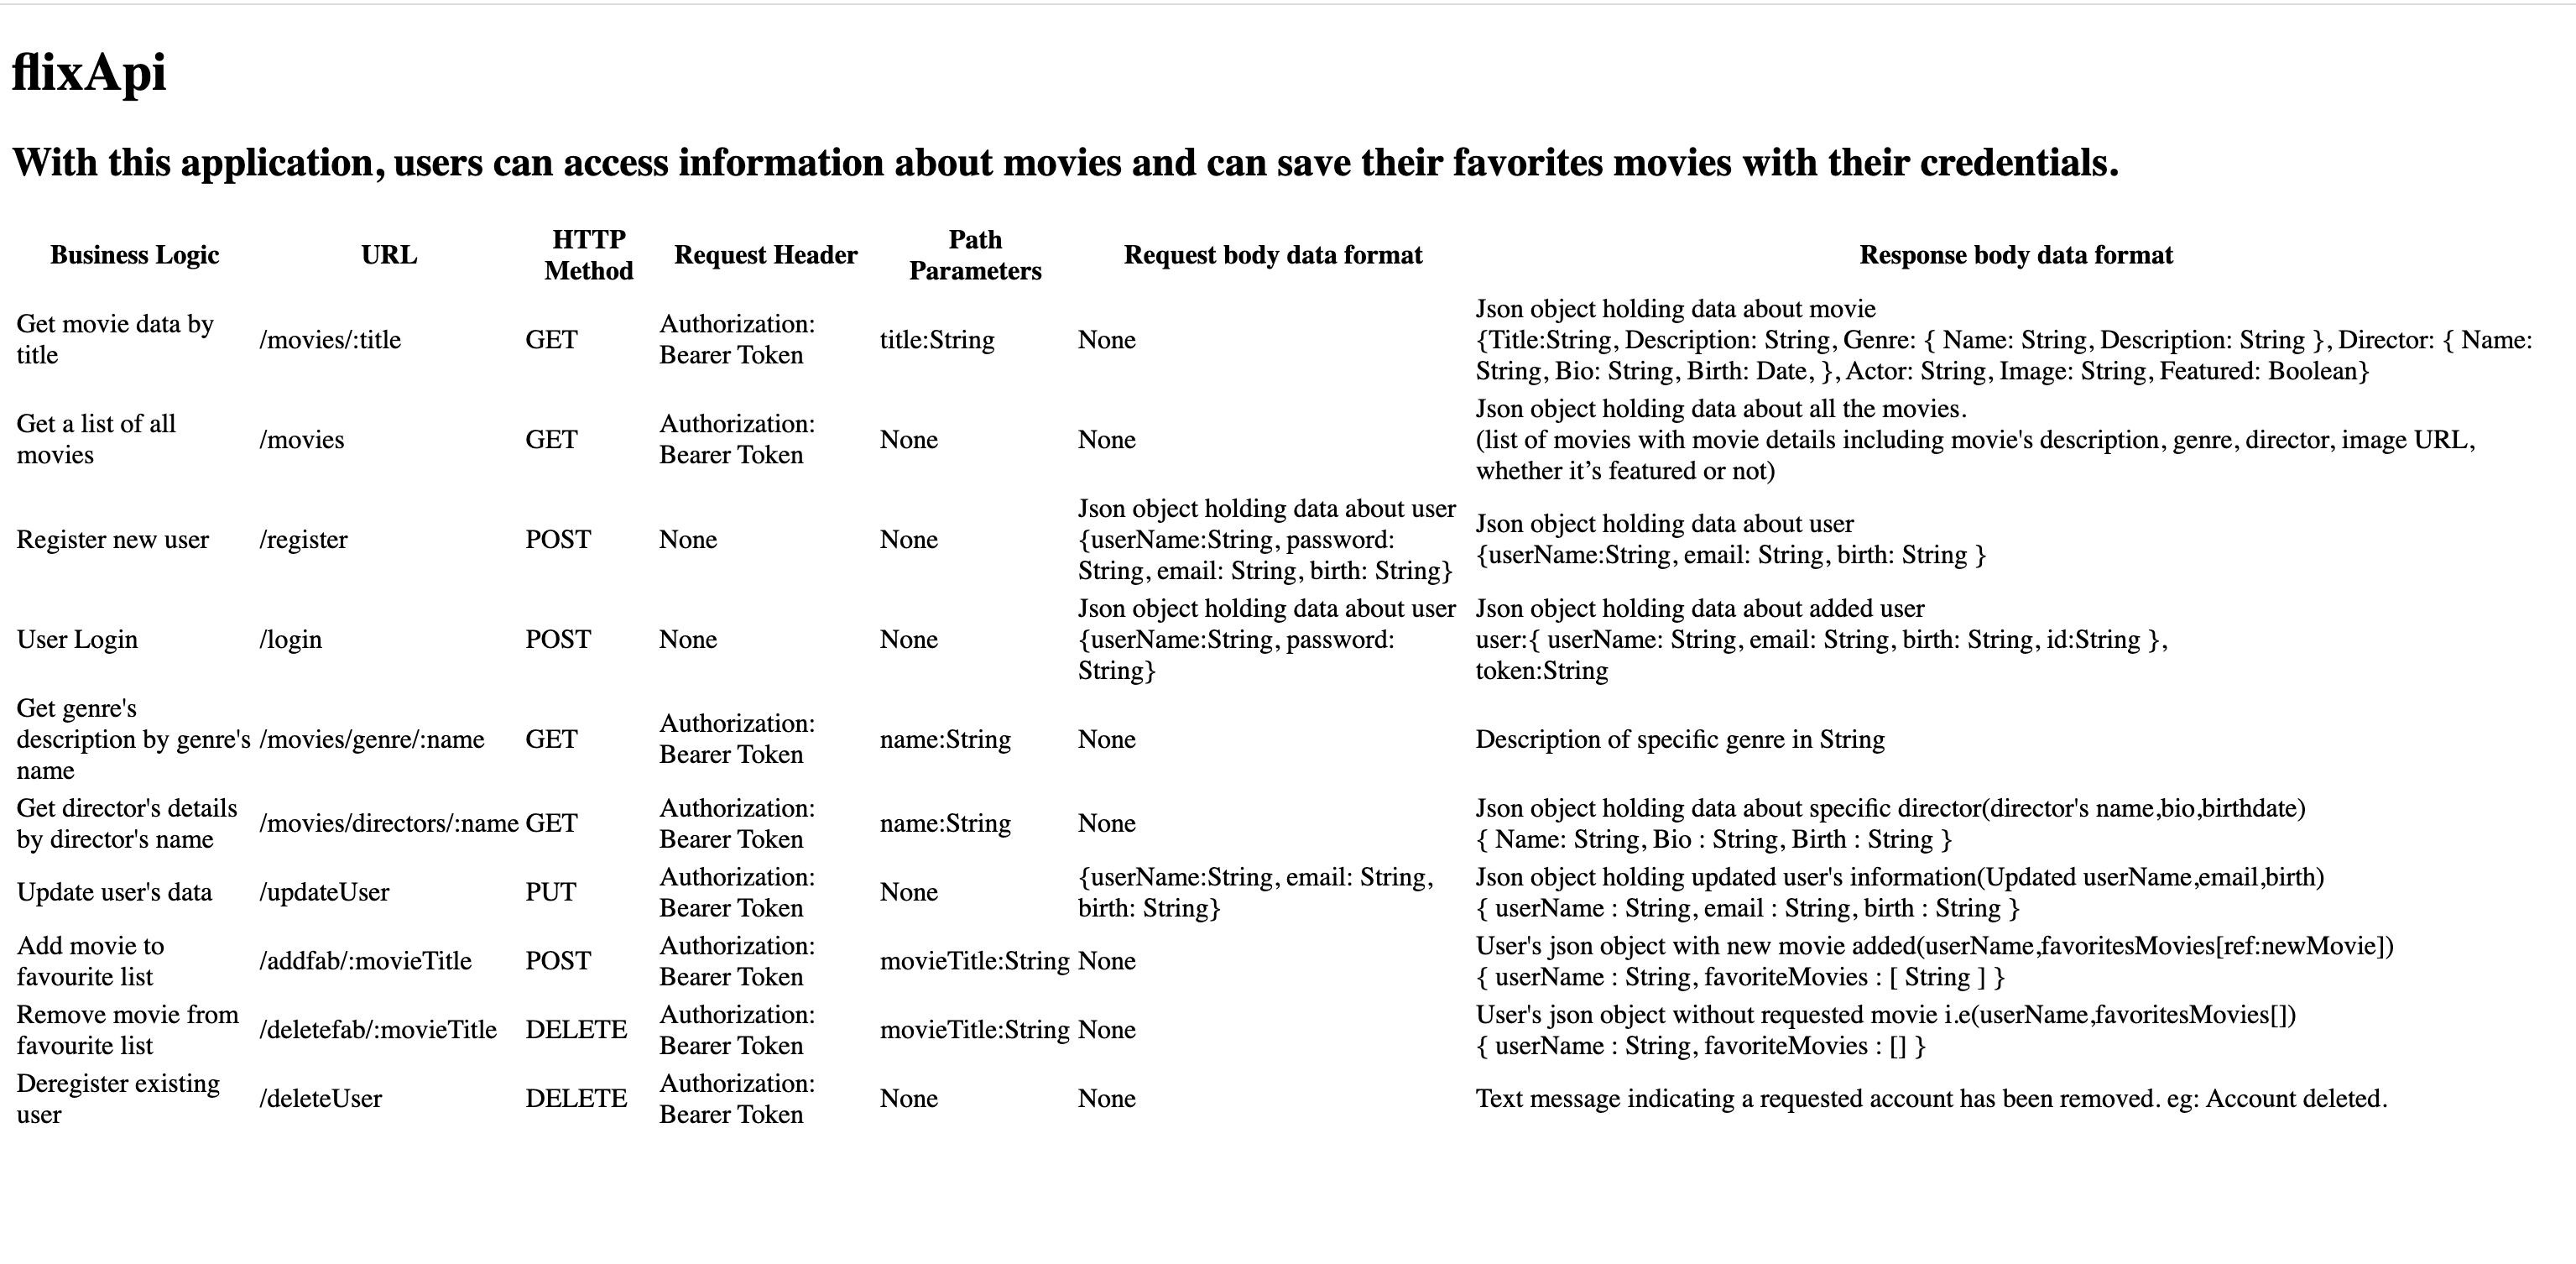 flixApi
With this application, users can access information about movies and can save their favorites movies with their credentials.
Business Logic URL HTTP Method Request Header Path Parameters Request body data format Response body data format
Get movie data by title /movies/:title GET Authorization: Bearer Token title:String None Json object holding data about movie {Title:String, Description: String, Genre: { Name: String, Description: String }, Director: { Name: String, Bio: String, Birth: Date, }, Actor: String, Image: String, Featured: Boolean}
Get a list of all movies /movies GET Authorization: Bearer Token None None Json object holding data about all the movies. (list of movies with movie details including movie's description, genre, director, image URL, whether it’s featured or not)
Register new user /register POST None None Json object holding data about user {userName:String, password: String, email: String, birth: String} Json object holding data about user {userName:String, email: String, birth: String }
User Login /login POST None None Json object holding data about user {userName:String, password: String} Json object holding data about added user user:{ userName: String, email: String, birth: String, id:String }, token:String
Get genre's description by genre's name /movies/genre/:name GET Authorization: Bearer Token name:String None Description of specific genre in String
Get director's details by director's name /movies/directors/:name GET Authorization: Bearer Token name:String None Json object holding data about specific director(director's name,bio,birthdate) { Name: String, Bio : String, Birth : String }
Update user's data /updateUser PUT Authorization: Bearer Token None {userName:String, email: String, birth: String} Json object holding updated user's information(Updated userName,email,birth) { userName : String, email : String, birth : String }
Add movie to favourite list /addfab/:movieTitle POST Authorization: Bearer Token movieTitle:String None User's json object with new movie added(userName,favoritesMovies[ref:newMovie]) { userName : String, favoriteMovies : [ String ] }
Remove movie from favourite list /deletefab/:movieTitle DELETE Authorization: Bearer Token movieTitle:String None User's json object without requested movie i.e(userName,favoritesMovies[]) { userName : String, favoriteMovies : [] }
Deregister existing user /deleteUser DELETE Authorization: Bearer Token None None Text message indicating a requested account has been removed. eg: Account deleted.